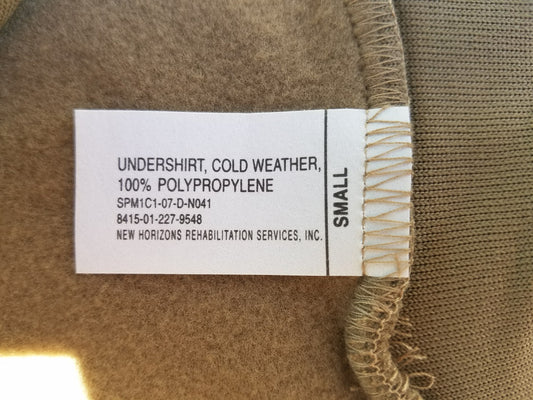 UNDERSHIRT, COLD WEATHER,
100% POLYPROPYLENE
SPM1C1-07-D-N041
8415-01-227-9548
NEW HORIZONS REHABILITATION SERVICES, INC.
SMALL